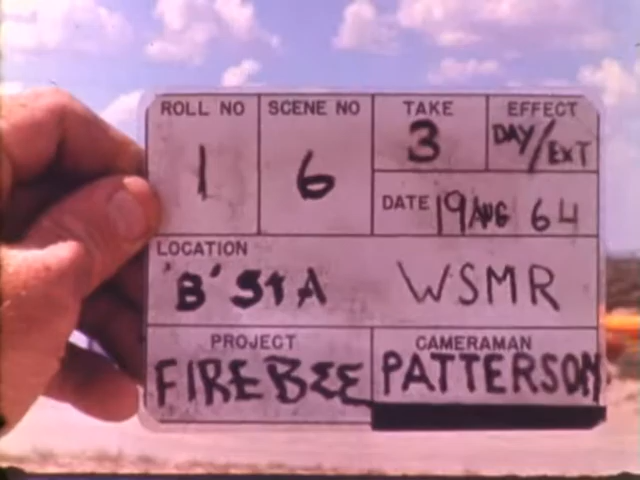 ROLL NO SCENE NO TAKE EFFECT
1 6 3 DAY/EXT
DATE 19 AUG 64
LOCATION
'B' STA WSMR
PROJECT CAMERAMAN
FIREBEE PATTERSON